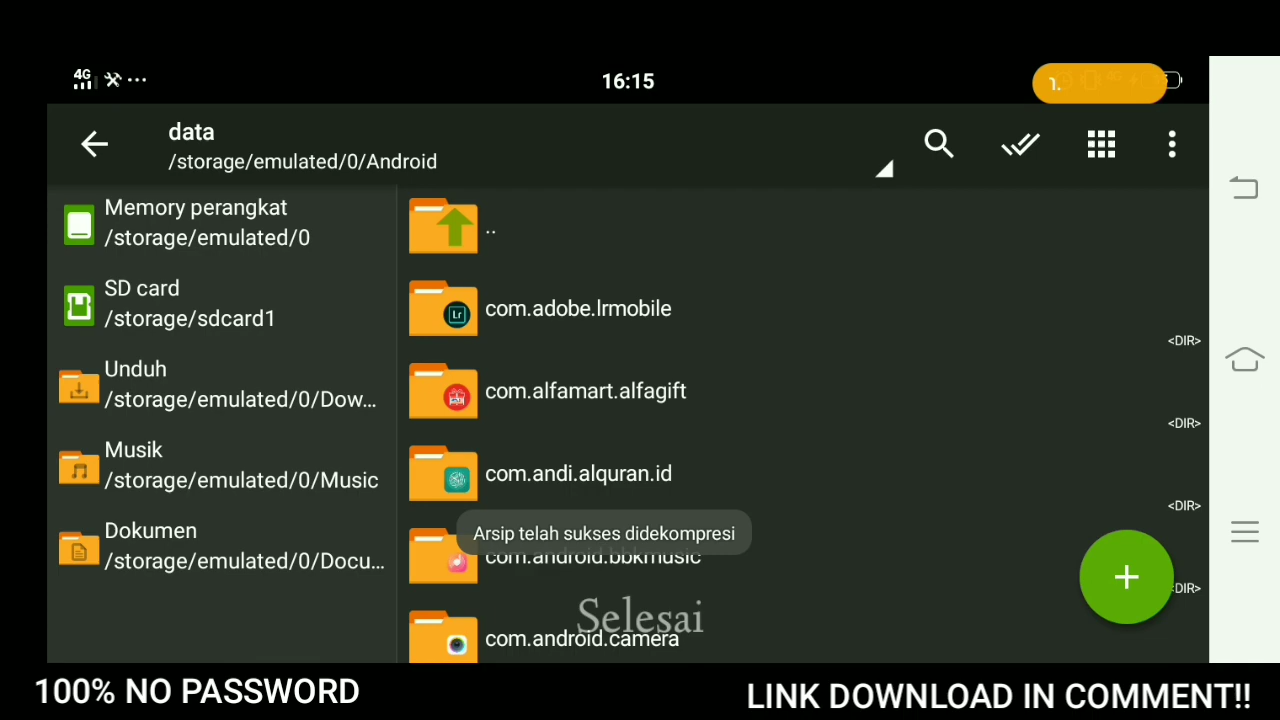 4G
16:15
1.
data
/storage/emulated/0/Android
Memory perangkat
/storage/emulated/0
SD card
/storage/sdcard1
Unduh
/storage/emulated/0/Dow...
Musik
/storage/emulated/0/Music
Dokumen
/storage/emulated/0/Docu...
..
com.adobe.lrmobile
Lr
<DIR>
com.alfamart.alfagift
<DIR>
com.andi.alquran.id
<DIR>
Arsip telah sukses didekompresi
com.android.bbkmusic
<DIR>
Selesai
com.android.camera
100% NO PASSWORD
LINK DOWNLOAD IN COMMENT!!